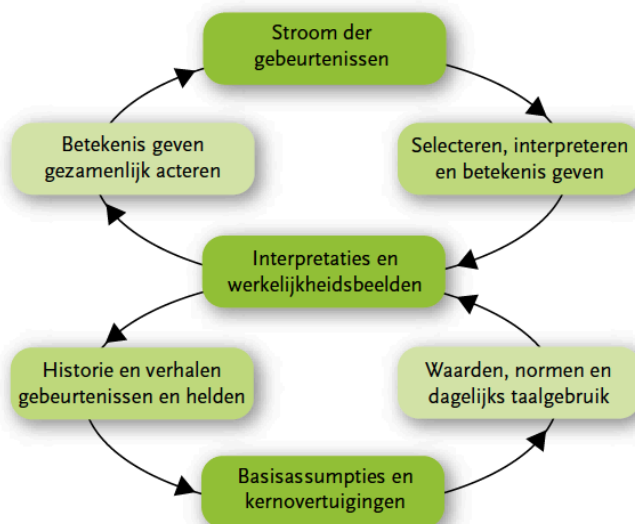 Stroom der
gebeurtenissen
Betekenis geven
gezamenlijk acteren
Selecteren, interpreteren
en betekenis geven
Interpretaties en
werkelijkheidsbeelden
Historie en verhalen
gebeurtenissen en helden
Waarden, normen en
dagelijks taalgebruik
Basisassumpties en
kernovertuigingen